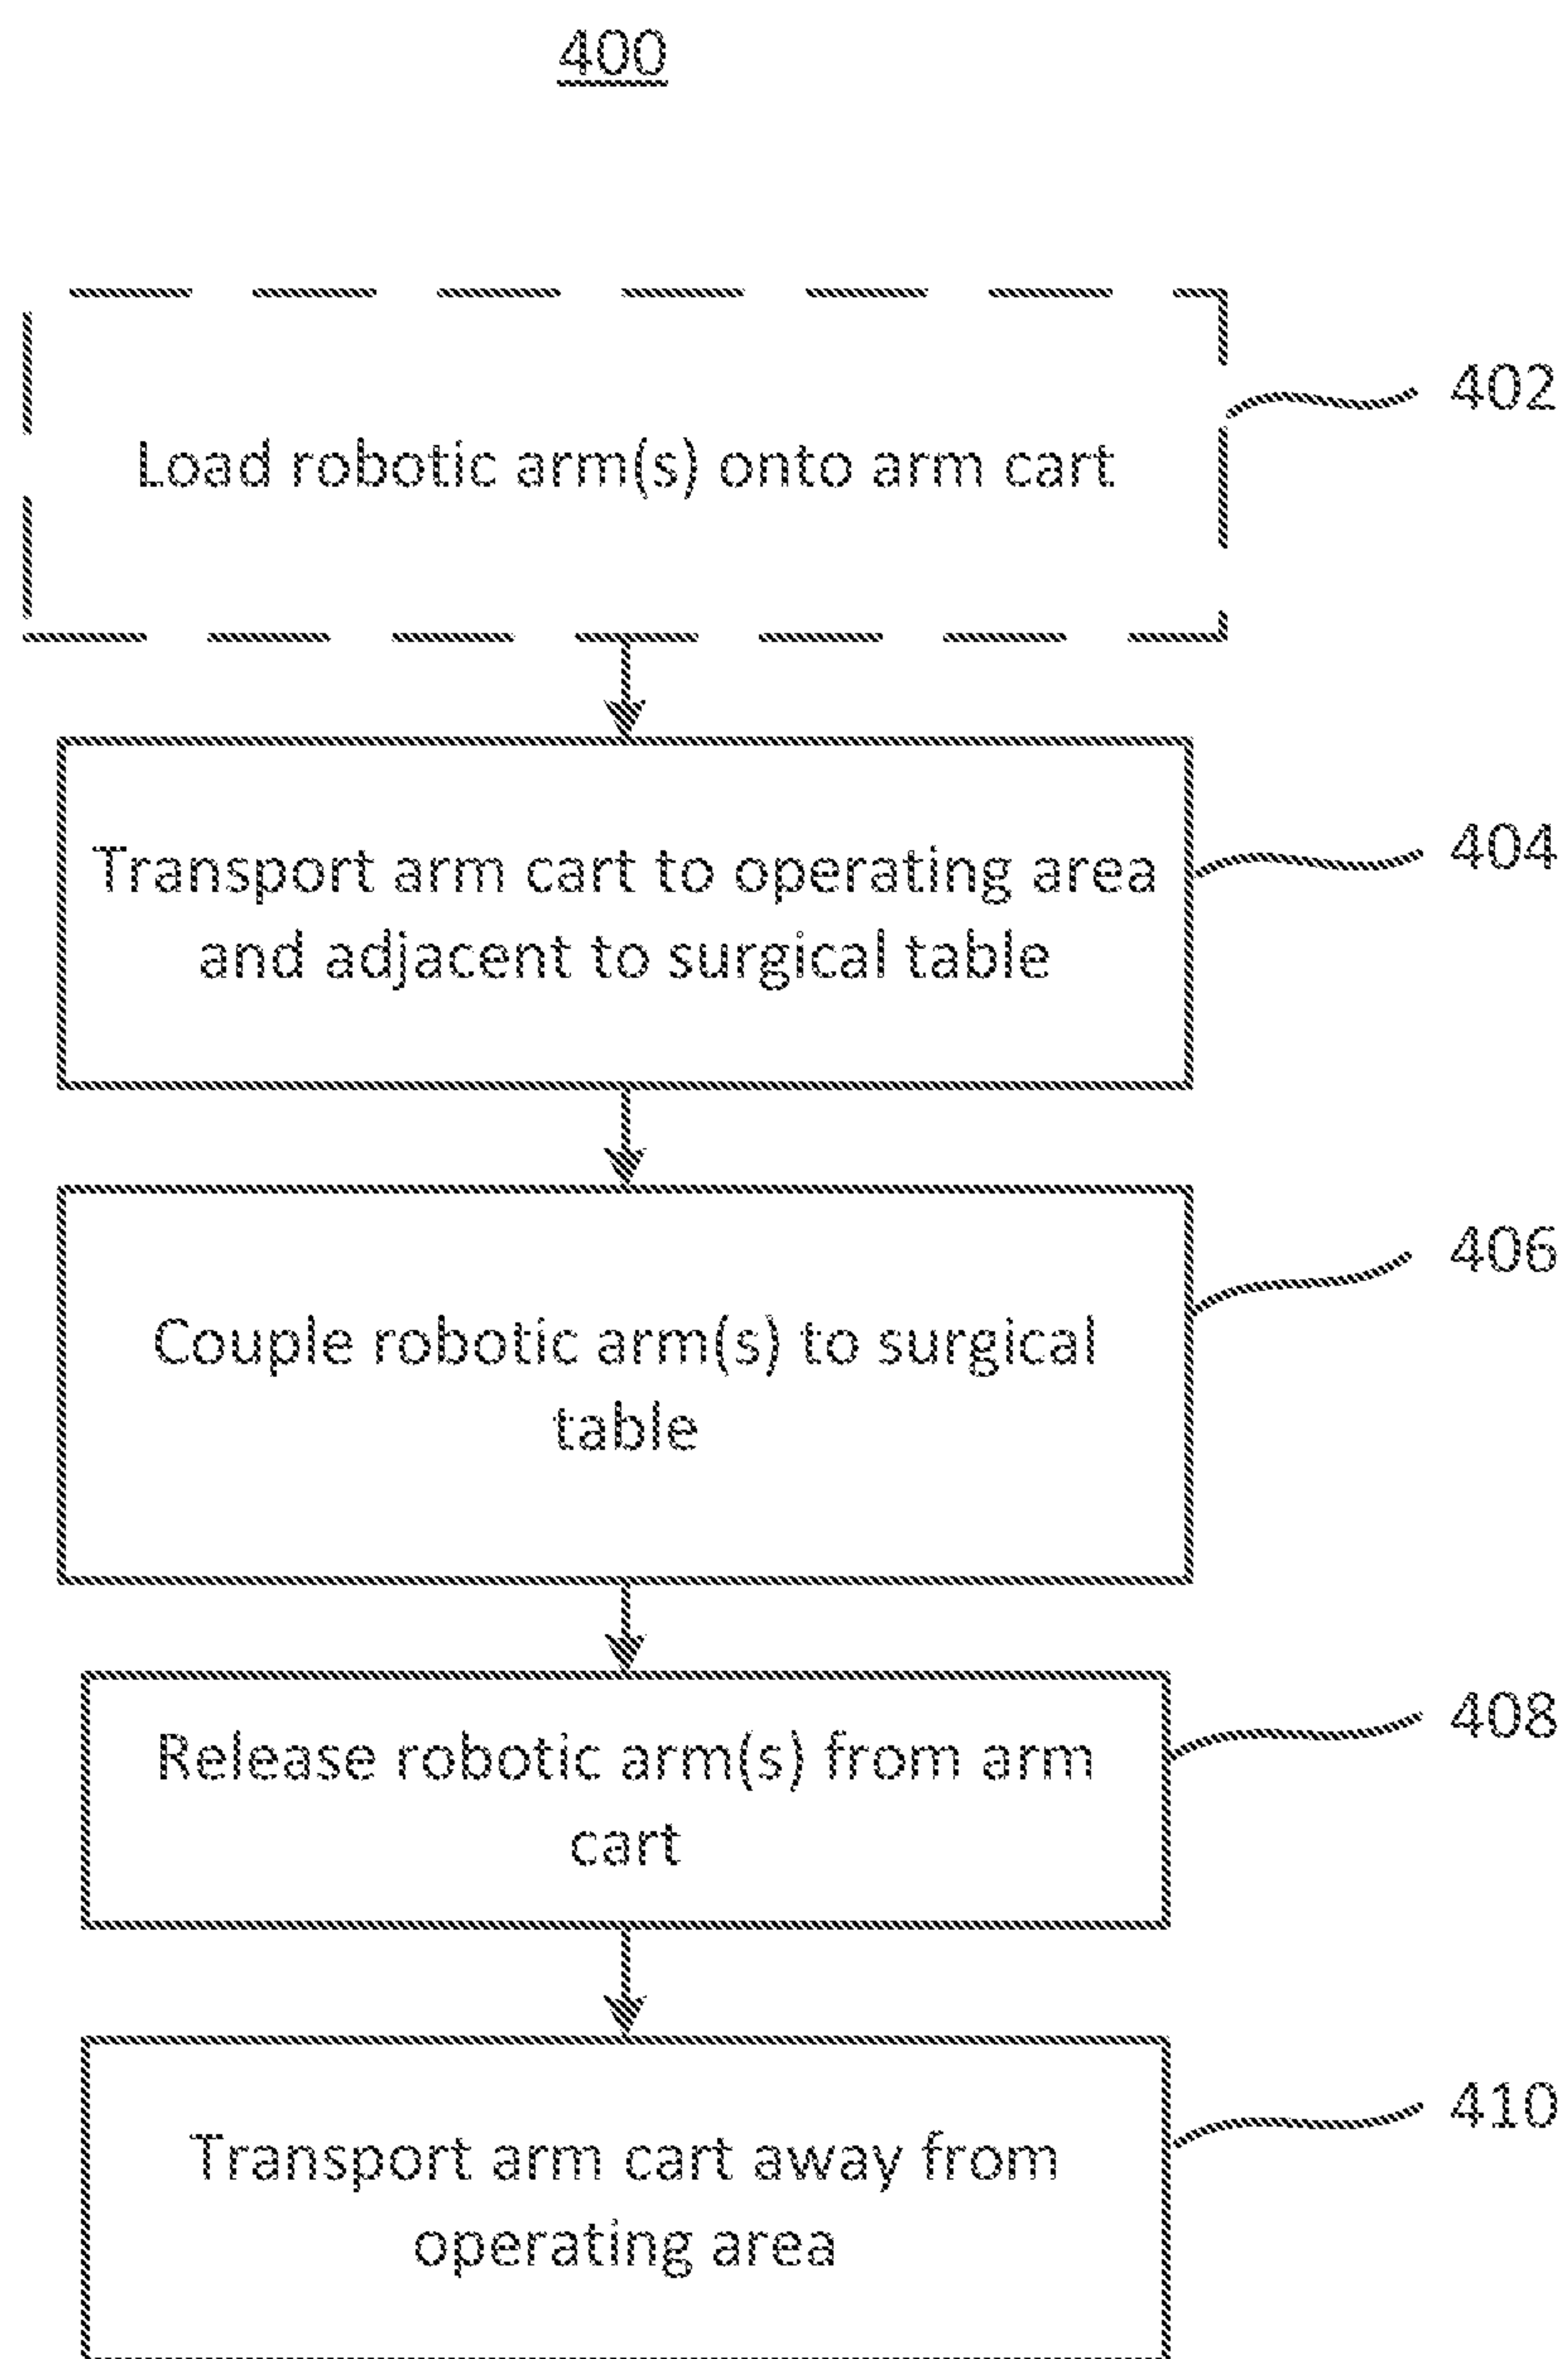 400
Load robotic arm(s) onto arm cart
402
Transport arm cart to operating area
and adjacent to surgical table
404
Couple robotic arm(s) to surgical
table
406
Release robotic arm(s) from arm
cart
408
Transport arm cart away from
operating area
410